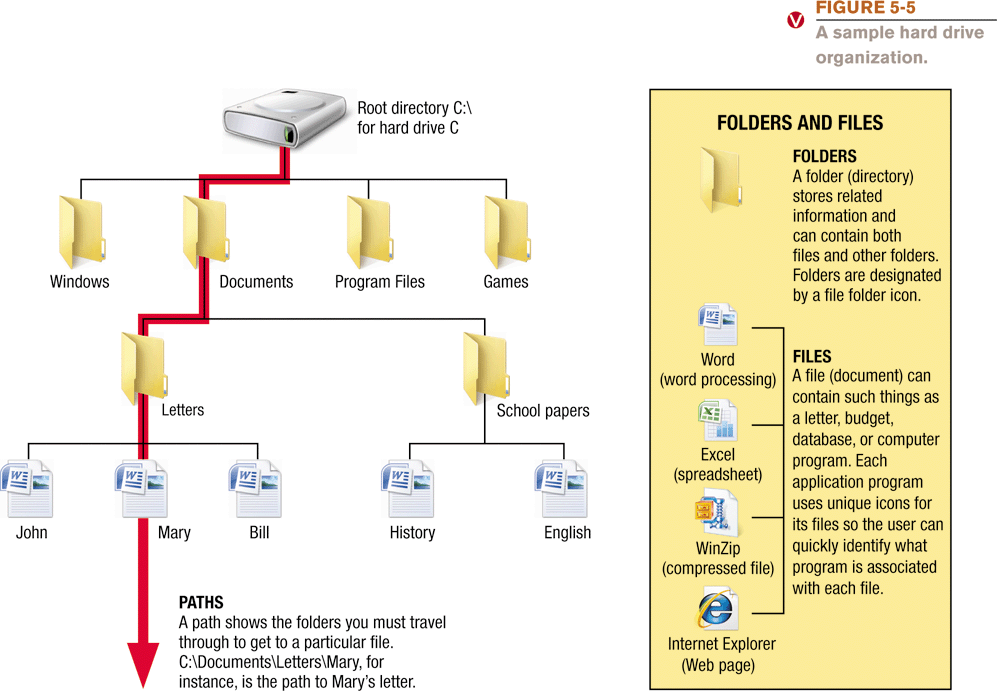 FIGURE 5-5
A sample hard drive
organization.
Root directory C:\
for hard drive C
Windows
Documents
Program Files
Games
Letters
School papers
John
Mary
Bill
History
English
PATHS
A path shows the folders you must travel
through to get to a particular file.
C:\Documents\Letters\Mary, for
instance, is the path to Mary's letter.
FOLDERS AND FILES
FOLDERS
A folder (directory)
stores related
information and
can contain both
files and other folders.
Folders are designated
by a file folder icon.
Word
(word processing)
Excel
(spreadsheet)
WinZip
(compressed file)
Internet Explorer
(Web page)
FILES
A file (document) can
contain such things as
a letter, budget,
database, or computer
program. Each
application program
uses unique icons for
its files so the user can
quickly identify what
program is associated
with each file.